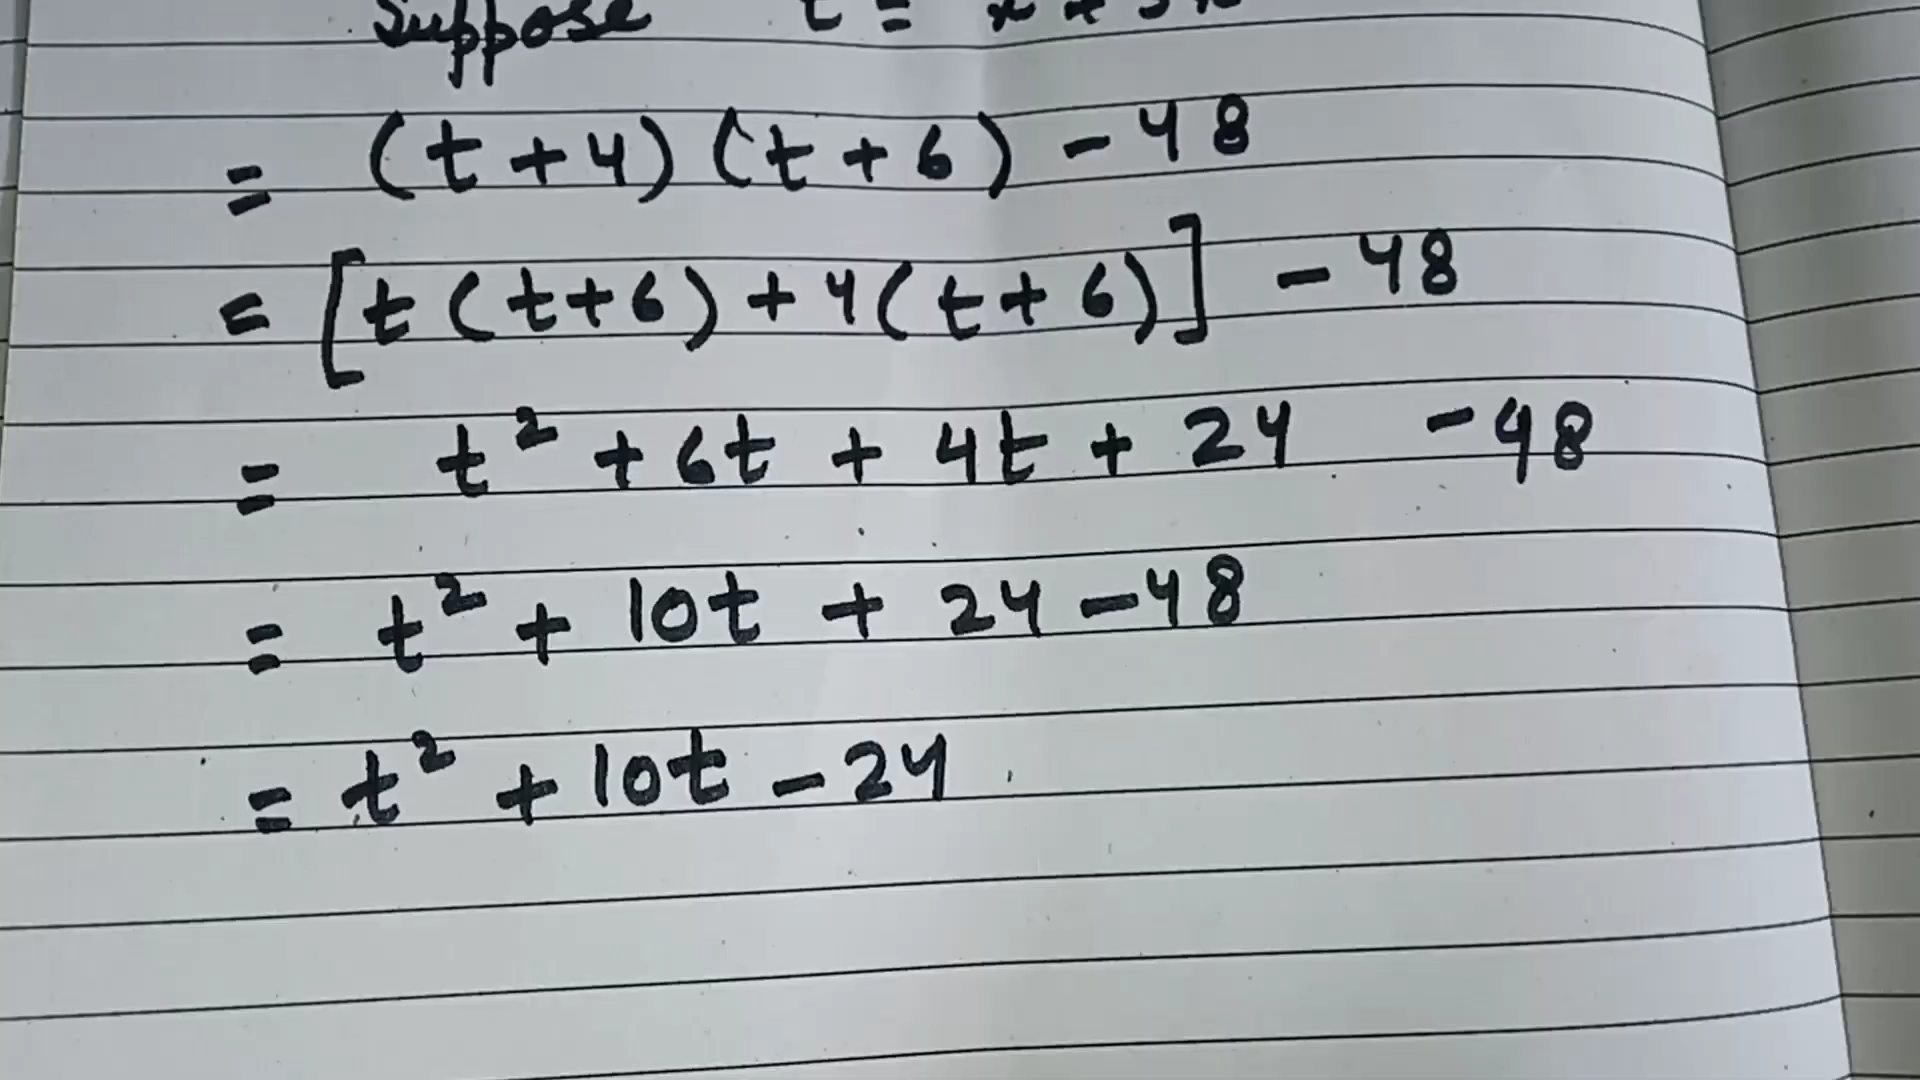 Suppose t =
= (t + 4) (t + 6) - 48
= [t (t+6) + 4 (t + 6)] - 48
= t² + 6t + 4t + 24 - 48
= t² + 10t + 24 - 48
= t² + 10t - 24